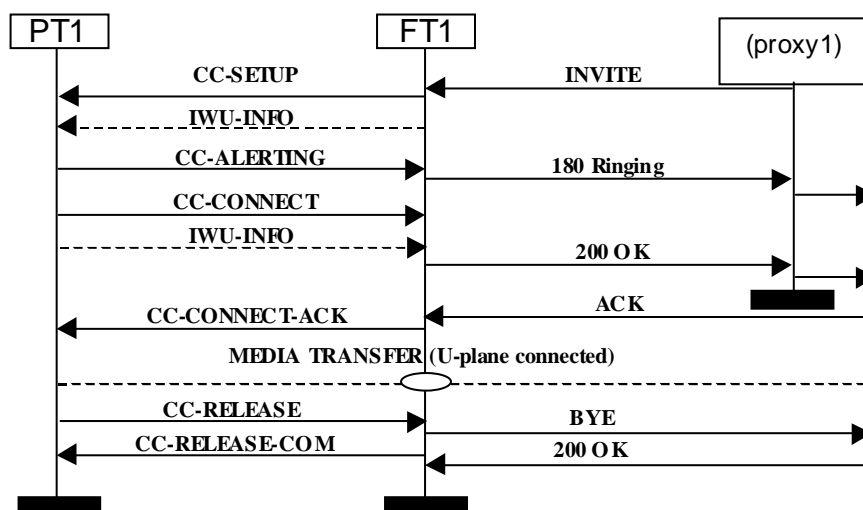 PT1
FT1
(proxy1)
CC-SETUP
INVITE
IWU-INFO
CC-ALERTING
180 Ringing
CC-CONNECT
IWU-INFO
200 OK
ACK
CC-CONNECT-ACK
MEDIA TRANSFER (U-plane connected)
CC-RELEASE
BYE
CC-RELEASE-COM
200 OK